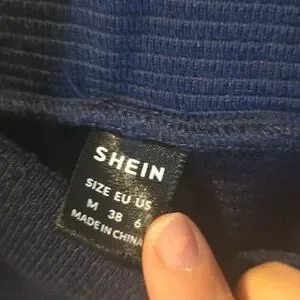 SHEIN
SIZE EU US
M 38 6
MADE IN CHINA